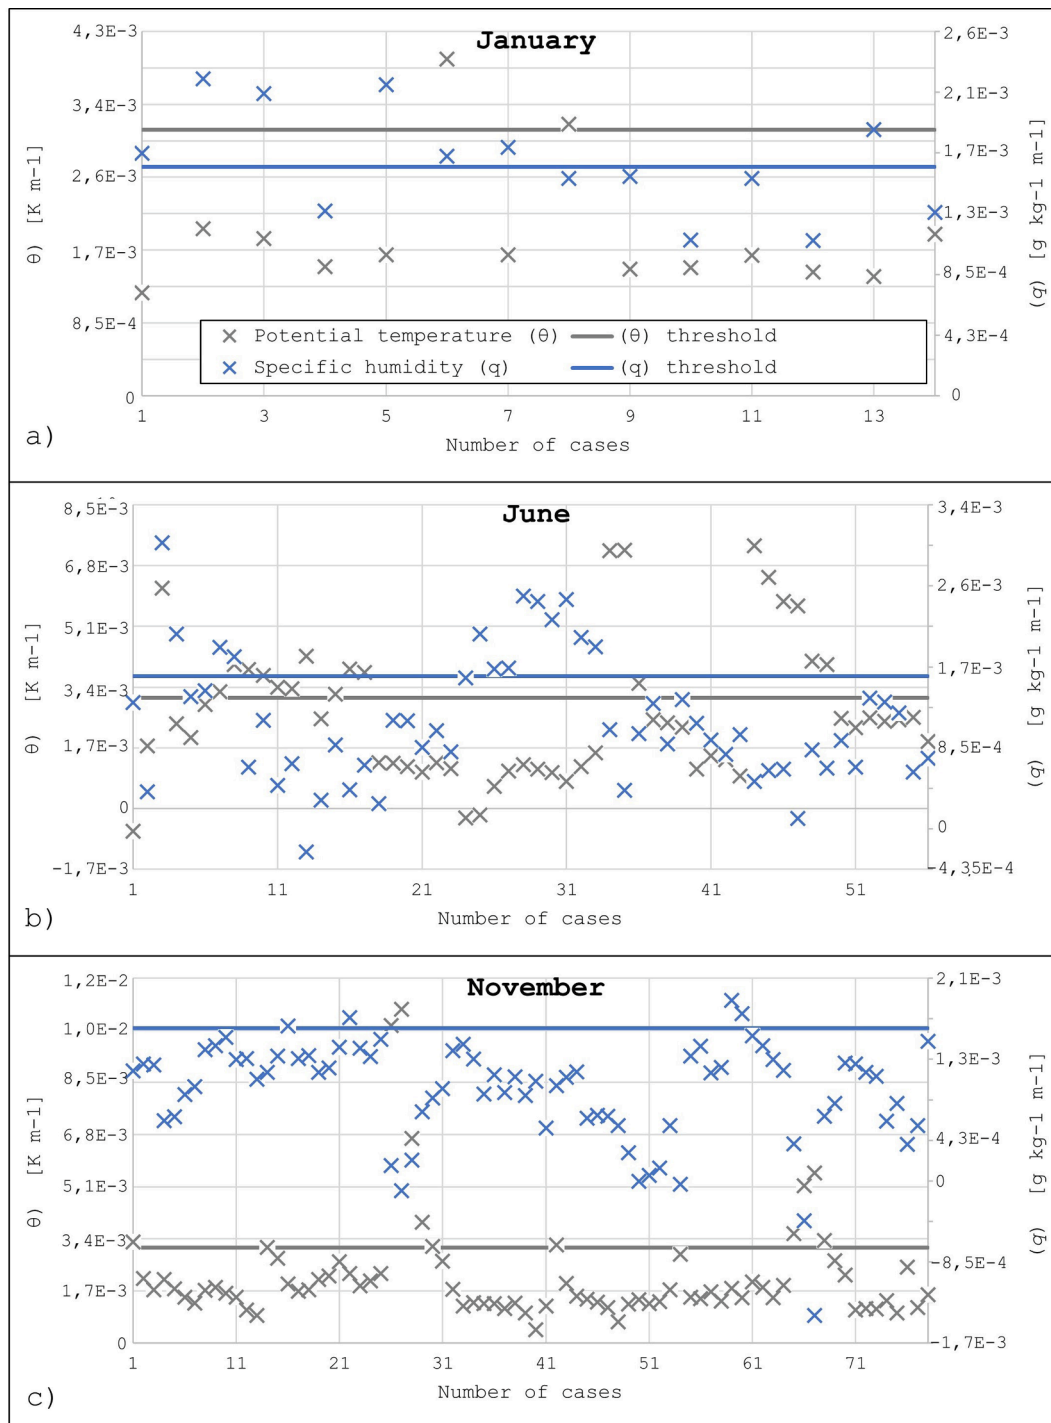 January
4,3E-3
3,4E-3
2,6E-3
1,7E-3
8,5E-4
0
θ) [K m-1]
2,6E-3
2,1E-3
1,7E-3
1,3E-3
8,5E-4
4,3E-4
0
(q) [g kg-1 m-1]
Potential temperature (θ) (θ) threshold
Specific humidity (q) (q) threshold
1 3 5 7 9 11 13
Number of cases
a)
June
8,5E-3
6,8E-3
5,1E-3
3,4E-3
1,7E-3
0
-1,7E-3
θ) [K m-1]
3,4E-3
2,6E-3
1,7E-3
8,5E-4
0
-4,35E-4
(q) [g kg-1 m-1]
1 11 21 31 41 51
Number of cases
b)
November
1,2E-2
1,0E-2
8,5E-3
6,8E-3
5,1E-3
3,4E-3
1,7E-3
0
θ) [K m-1]
2,1E-3
1,3E-3
4,3E-4
0
-8,5E-4
-1,7E-3
(q) [g kg-1 m-1]
1 11 21 31 41 51 61 71
Number of cases
c)